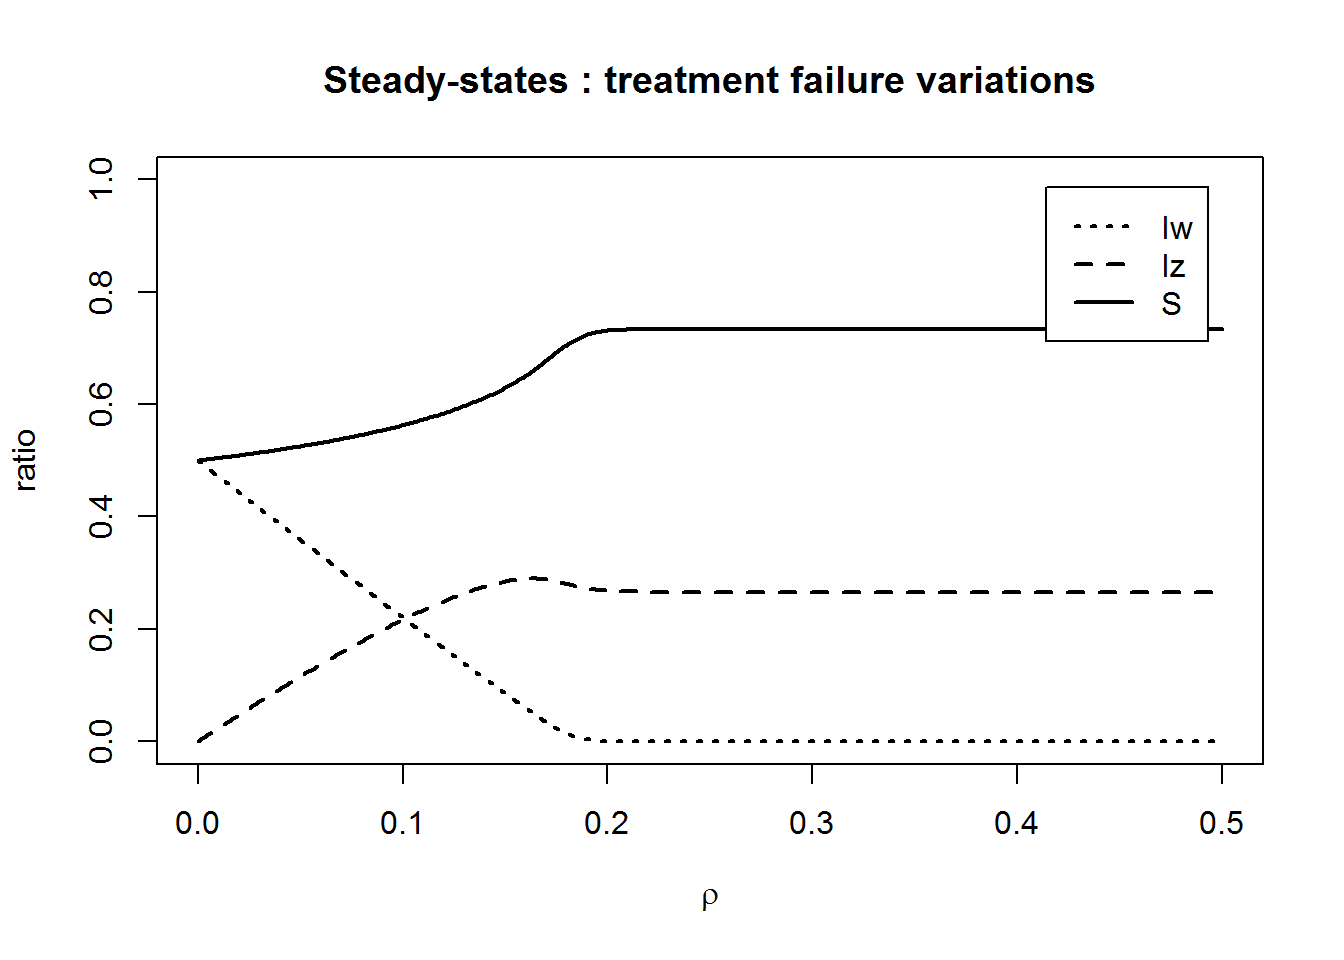 Steady-states : treatment failure variations
1.0
0.8
0.6
0.4
0.2
0.0
ratio
Iw
Iz
S
0.0 0.1 0.2 0.3 0.4 0.5
ρ